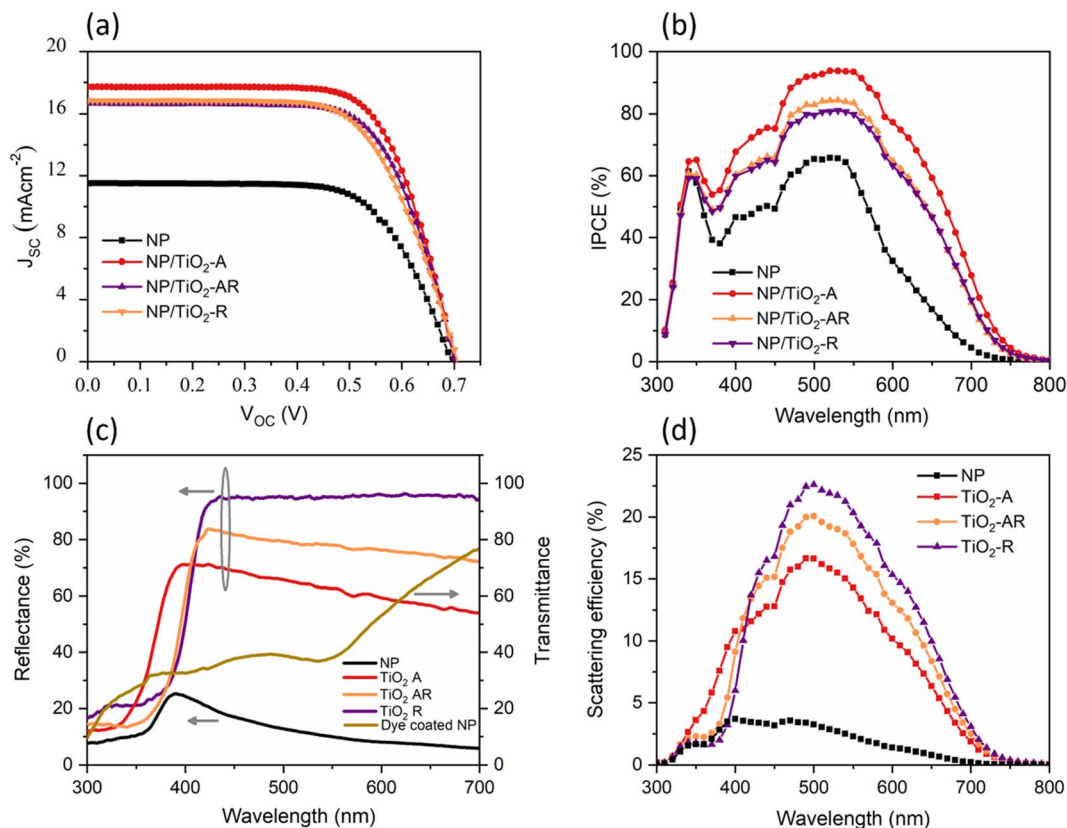 (a)
20
16
12
8
4
0
J_SC (mAcm⁻²)
NP
NP/TiO₂-A
NP/TiO₂-AR
NP/TiO₂-R
0.0 0.1 0.2 0.3 0.4 0.5 0.6 0.7
V_OC (V)
(b)
100
80
60
40
20
0
IPCE (%)
NP
NP/TiO₂-A
NP/TiO₂-AR
NP/TiO₂-R
300 400 500 600 700 800
Wavelength (nm)
(c)
100
80
60
40
20
0
Reflectance (%)
100
80
60
40
20
0
Transmittance
NP
TiO₂ A
TiO₂ AR
TiO₂ R
Dye coated NP
300 400 500 600 700
Wavelength (nm)
(d)
25
20
15
10
5
0
Scattering efficiency (%)
NP
TiO₂-A
TiO₂-AR
TiO₂-R
300 400 500 600 700 800
Wavelength (nm)